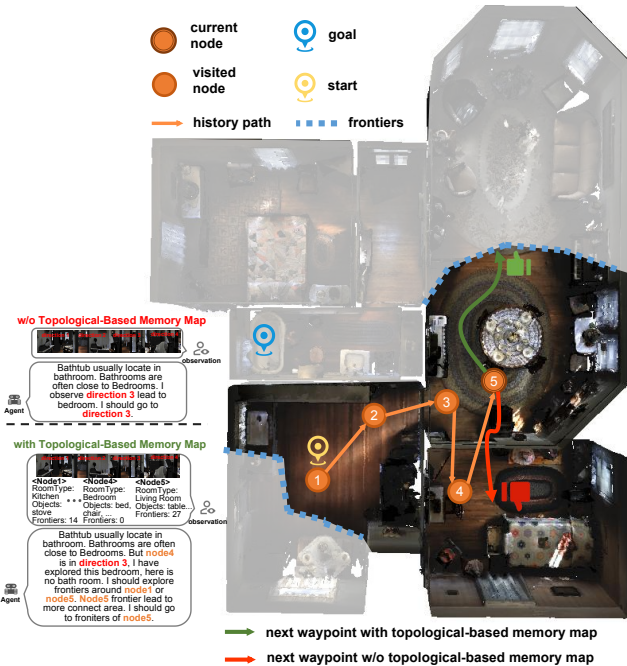 current
node
goal
visited
node
start
history path
frontiers
w/o Topological-Based Memory Map
observation
Bathtub usually locate in
bathroom. Bathrooms are
often close to Bedrooms. I
observe direction 3 lead to
bedroom. I should go to
direction 3.
Agent
with Topological-Based Memory Map
<Node1> <Node4> <Node5>
RoomType: RoomType: RoomType:
Kitchen Bedroom Living Room
Objects: Objects: bed, Objects: table...
stove chair, ...
Frontiers: 14 Frontiers: 0 Frontiers: 27
observation
Bathtub usually locate in
bathroom. Bathrooms are often
close to Bedrooms. But node4
is in direction 3, I have
explored this bedroom, here is
no bath room. I should explore
frontiers around node1 or
node5. Node5 frontier lead to
more connect area. I should go
to froniters of node5.
Agent
1
2
3
4
5
next waypoint with topological-based memory map
next waypoint w/o topological-based memory map